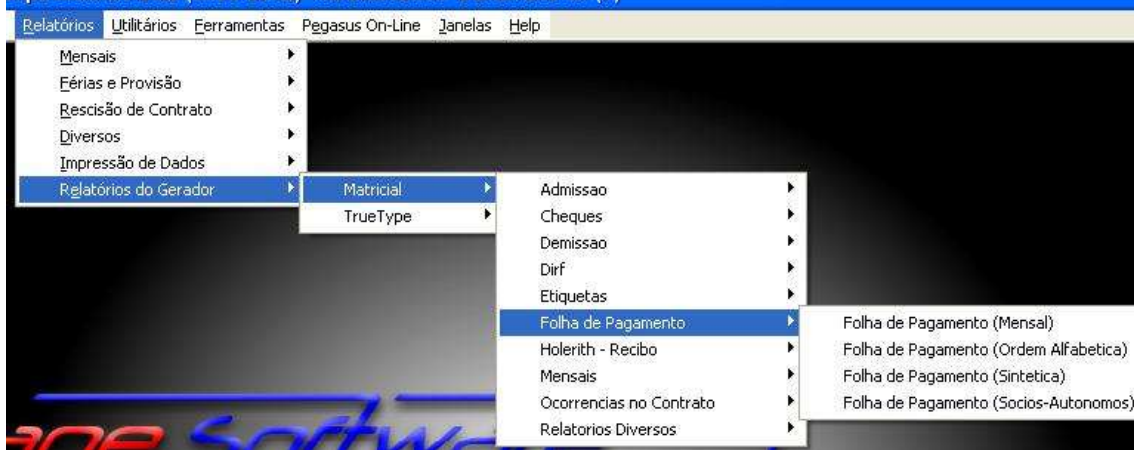 Relatórios Utilitários Ferramentas Pegasus On-Line Janelas Help
Mensais
Férias e Provisão
Rescisão de Contrato
Diversos
Impressão de Dados
Relatórios do Gerador
Matricial
TrueType
Admissao
Cheques
Demissao
Dirf
Etiquetas
Folha de Pagamento
Holerith - Recibo
Mensais
Ocorrencias no Contrato
Relatorios Diversos
Folha de Pagamento (Mensal)
Folha de Pagamento (Ordem Alfabetica)
Folha de Pagamento (Sintetica)
Folha de Pagamento (Socios-Autonomos)